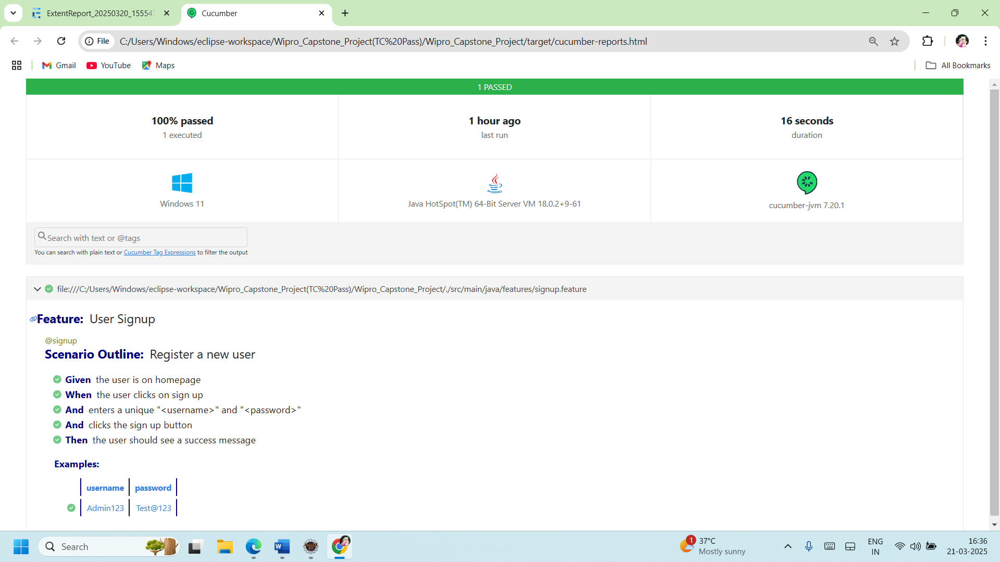 ExtentReport_20250320_155547
Cucumber
File
C:/Users/Windows/eclipse-workspace/Wipro_Capstone_Project(TC%20Pass)/Wipro_Capstone_Project/target/cucumber-reports.html
Gmail
YouTube
Maps
All Bookmarks
1 PASSED
100% passed
1 executed
1 hour ago
last run
16 seconds
duration
Windows 11
Java HotSpot(TM) 64-Bit Server VM 18.0.2+9-61
cucumber-jvm 7.20.1
Search with text or @tags
You can search with plain text or Cucumber Tag Expressions to filter the output
file:///C:/Users/Windows/eclipse-workspace/Wipro_Capstone_Project(TC%20Pass)/Wipro_Capstone_Project/./src/main/java/features/signup.feature
Feature: User Signup
@signup
Scenario Outline: Register a new user
Given the user is on homepage
When the user clicks on sign up
And enters a unique "<username>" and "<password>"
And clicks the sign up button
Then the user should see a success message
Examples:
username password
Admin123 Test@123
Search
1
37°C
Mostly sunny
ENG
IN
16:36
21-03-2025